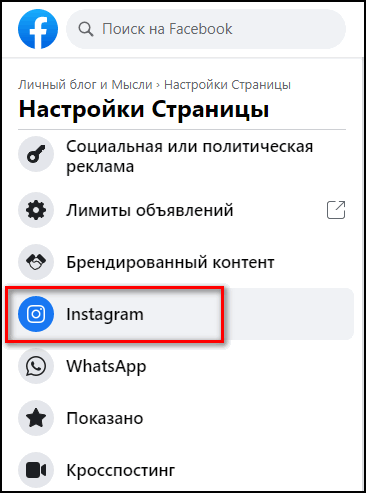 Поиск на Facebook
Личный блог и Мысли › Настройки Страницы
Настройки Страницы
Социальная или политическая
реклама
Лимиты объявлений
Брендированный контент
Instagram
WhatsApp
Показано
Кросспостинг